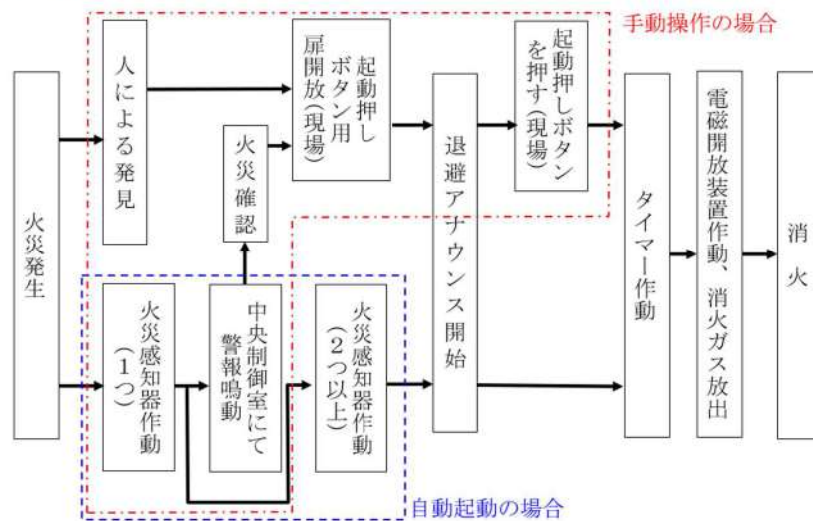 手動操作の場合
火災発生
人による発見
火災確認
起動押し
ボタン用
扉開放(現場)
退避アナウンス開始
起動押しボタン
を押す(現場)
火災感知器作動
(1つ)
中央制御室にて
警報鳴動
火災感知器作動
(2つ以上)
タイマー作動
電磁開放装置作動、消火ガス放出
消火
自動起動の場合